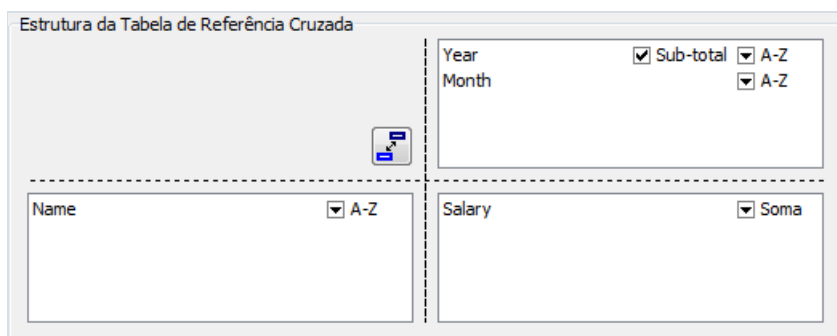 Estrutura da Tabela de Referência Cruzada
Year Sub-total A-Z
Month A-Z
Name A-Z
Salary Soma